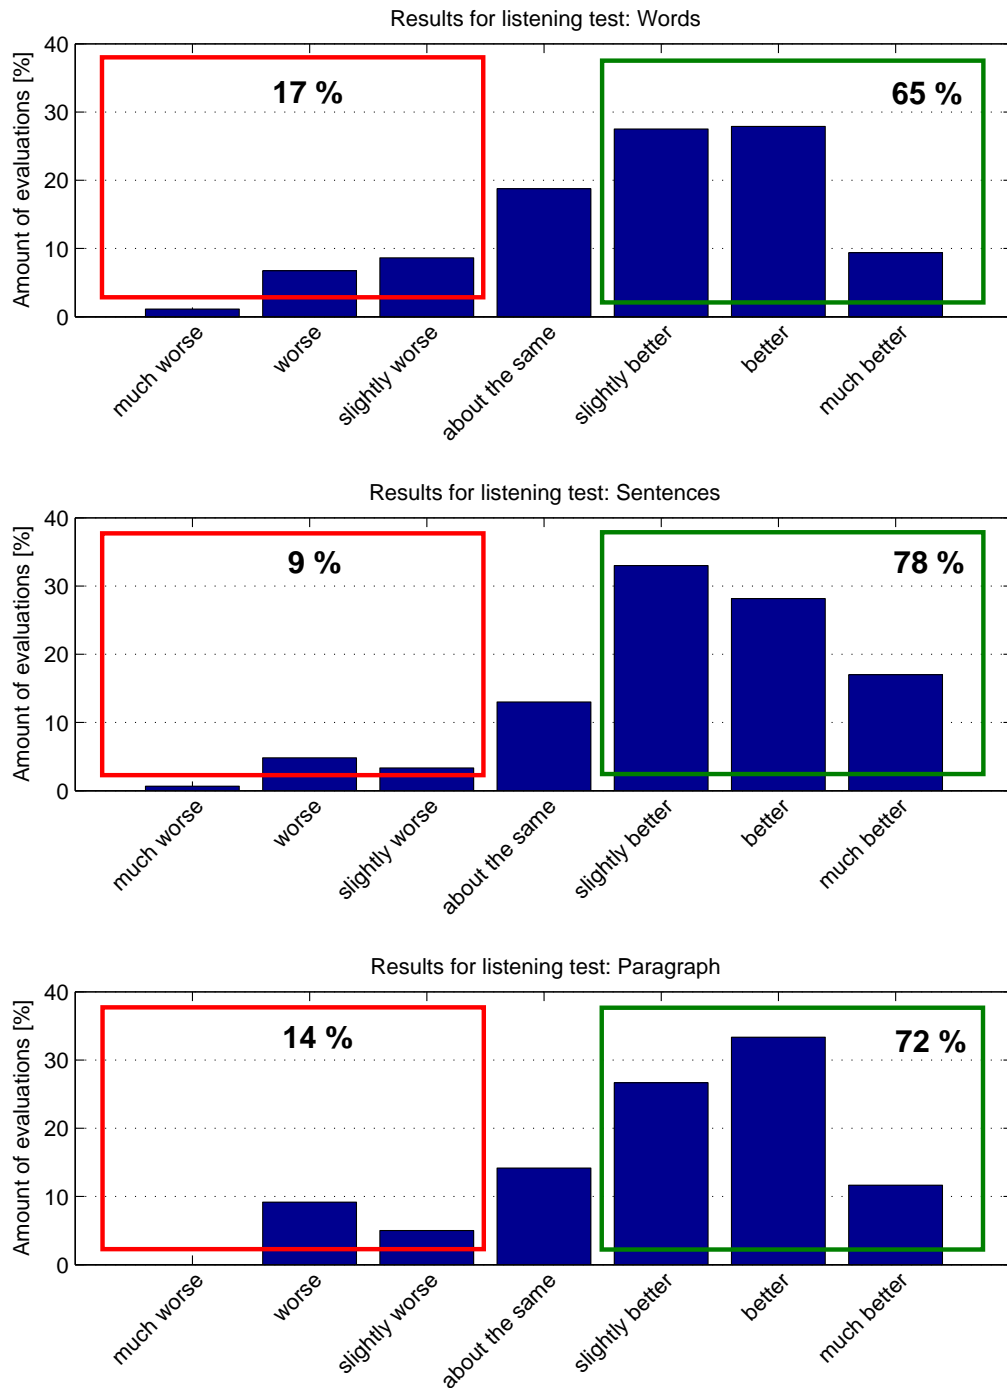 Results for listening test: Words
Amount of evaluations [%]
40
30
20
10
0
17 %
65 %
much worse
worse
slightly worse
about the same
slightly better
better
much better
Results for listening test: Sentences
Amount of evaluations [%]
40
30
20
10
0
9 %
78 %
much worse
worse
slightly worse
about the same
slightly better
better
much better
Results for listening test: Paragraph
Amount of evaluations [%]
40
30
20
10
0
14 %
72 %
much worse
worse
slightly worse
about the same
slightly better
better
much better